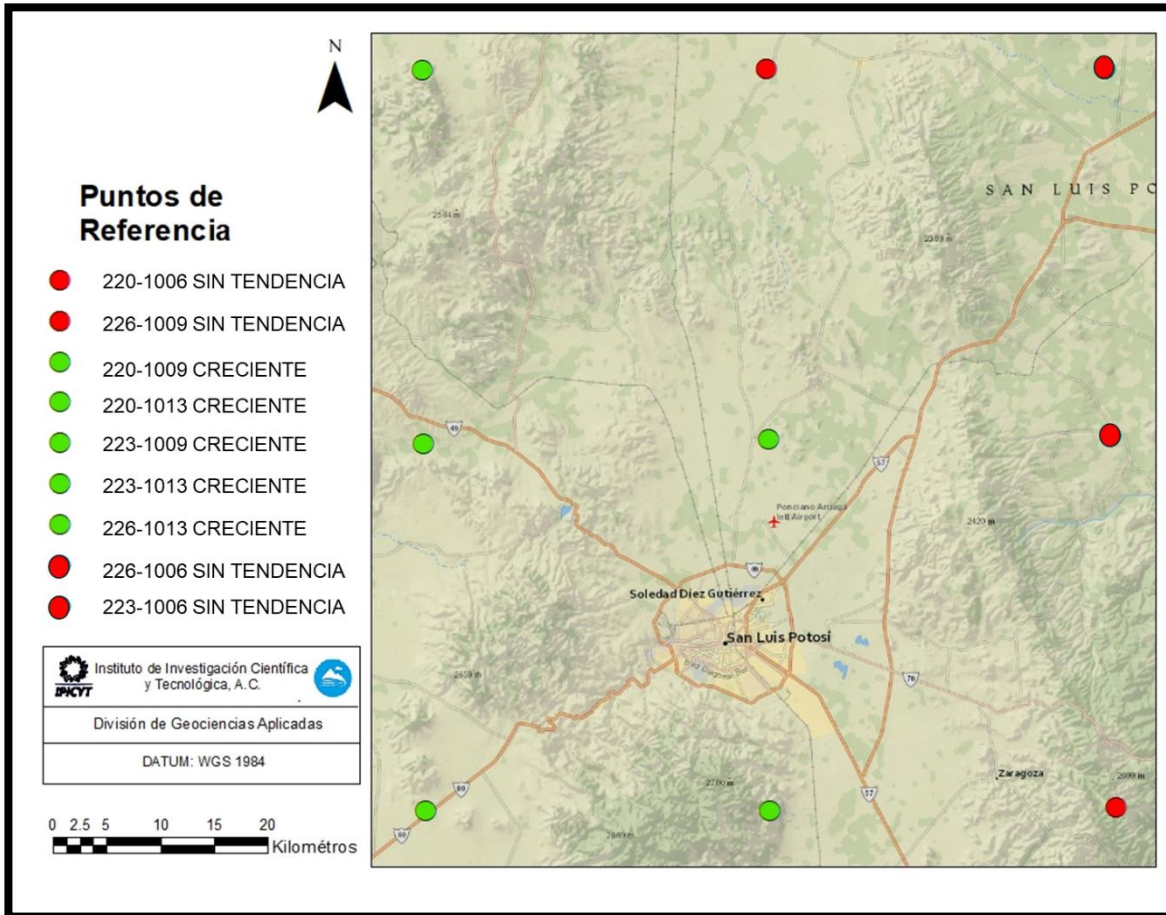 N
Puntos de
Referencia
220-1006 SIN TENDENCIA
226-1009 SIN TENDENCIA
220-1009 CRECIENTE
220-1013 CRECIENTE
223-1009 CRECIENTE
223-1013 CRECIENTE
226-1013 CRECIENTE
226-1006 SIN TENDENCIA
223-1006 SIN TENDENCIA
IPICYT
Instituto de Investigación Científica
y Tecnológica, A.C.
División de Geociencias Aplicadas
DATUM: WGS 1984
0 2.5 5 10 15 20
Kilométros
SAN LUIS PO
2389 m
49
57
Ponciano Arriaga
Intl Airport
2429 m
49
Soledad Díez Gutiérrez
San Luis Potosí
70
Zaragoza
80
57
2780 m
80